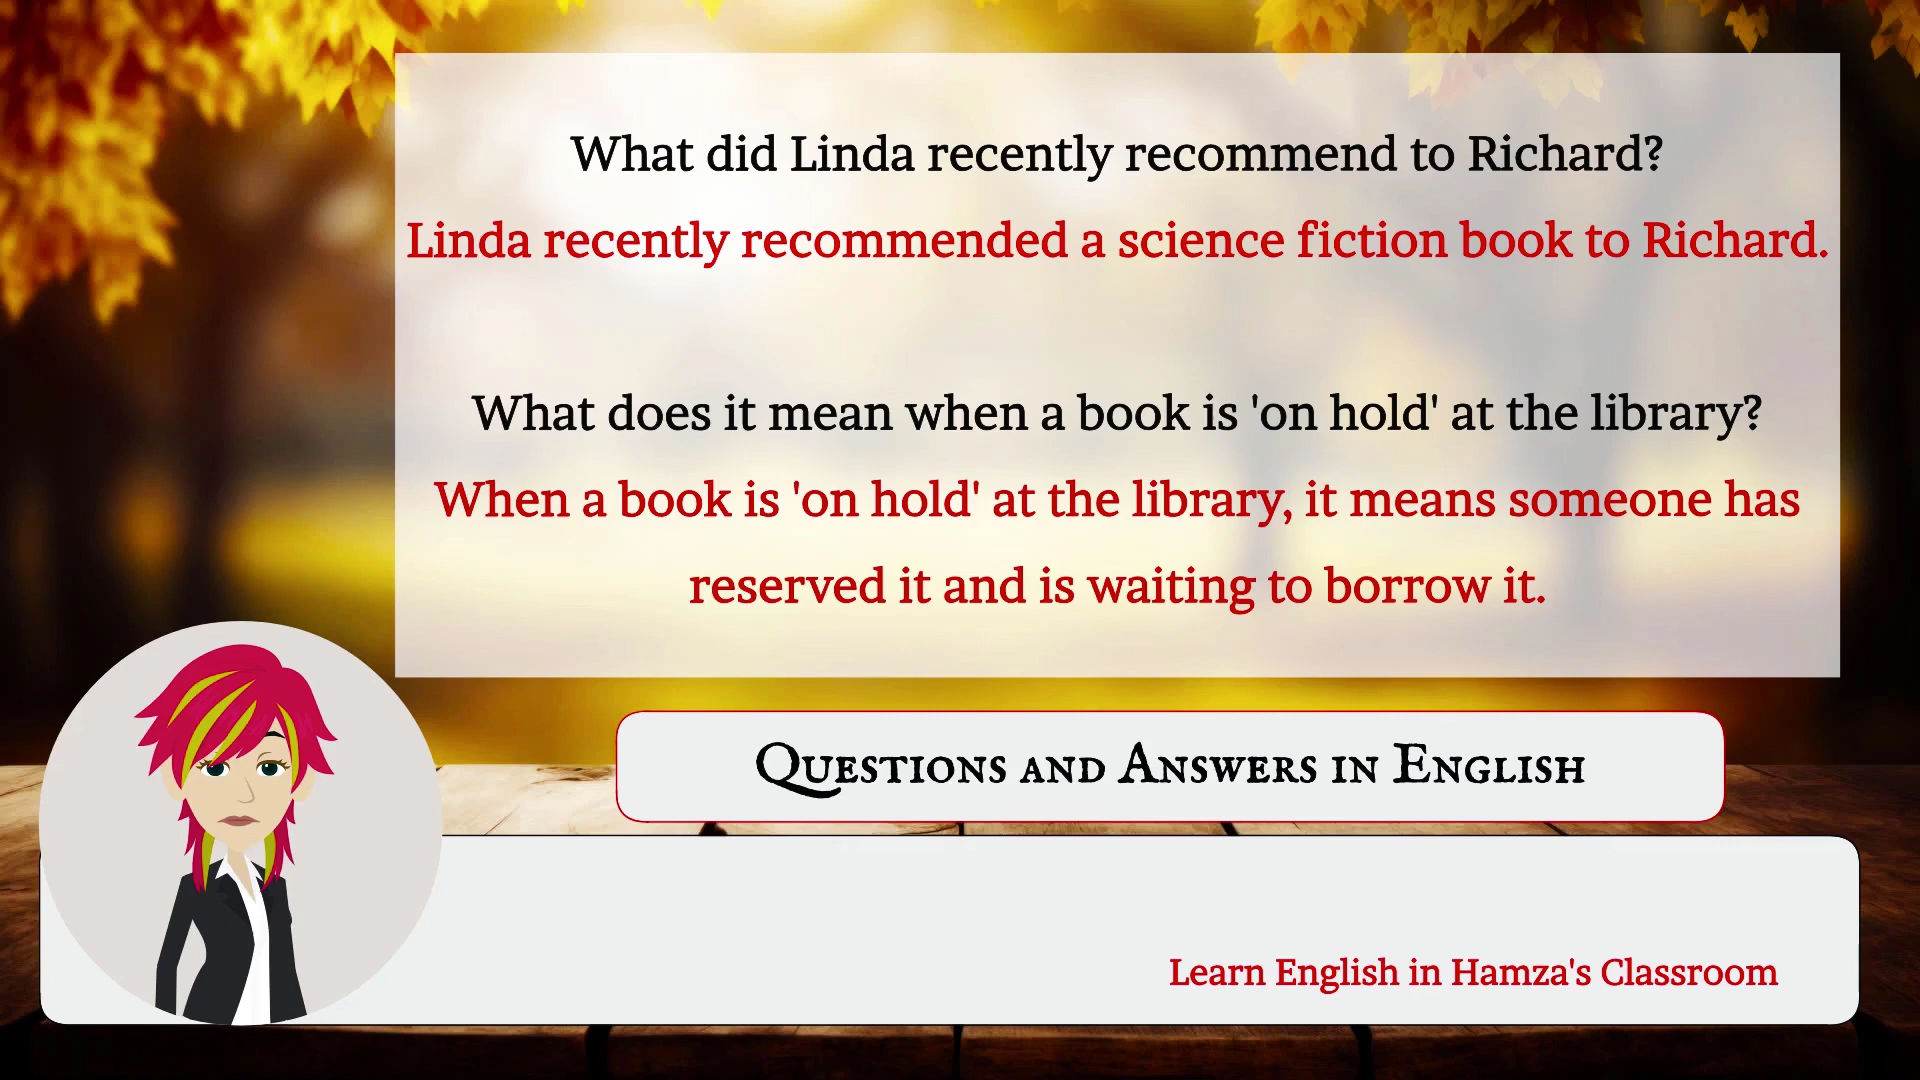 What did Linda recently recommend to Richard?
Linda recently recommended a science fiction book to Richard.
What does it mean when a book is 'on hold' at the library?
When a book is 'on hold' at the library, it means someone has
reserved it and is waiting to borrow it.
Questions and Answers in English
Learn English in Hamza's Classroom